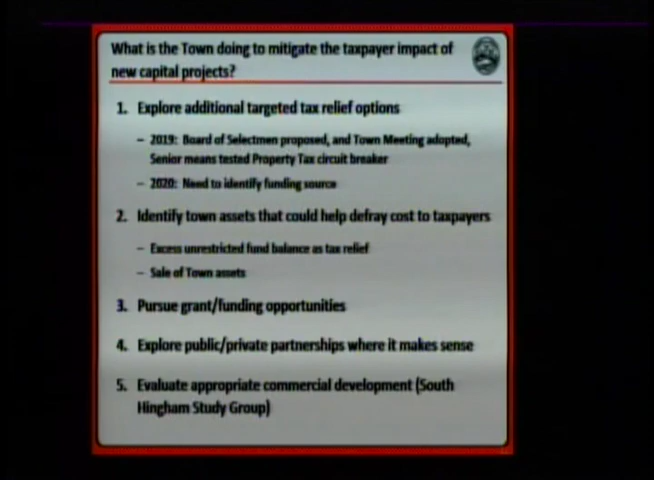 What is the Town doing to mitigate the taxpayer impact of
new capital projects?
1. Explore additional targeted tax relief options
– 2019: Board of Selectmen proposed, and Town Meeting adopted,
Senior means tested Property Tax circuit breaker
– 2020: Need to identify funding source
2. Identify town assets that could help defray cost to taxpayers
– Excess unrestricted fund balance as tax relief
– Sale of Town assets
3. Pursue grant/funding opportunities
4. Explore public/private partnerships where it makes sense
5. Evaluate appropriate commercial development (South
Hingham Study Group)